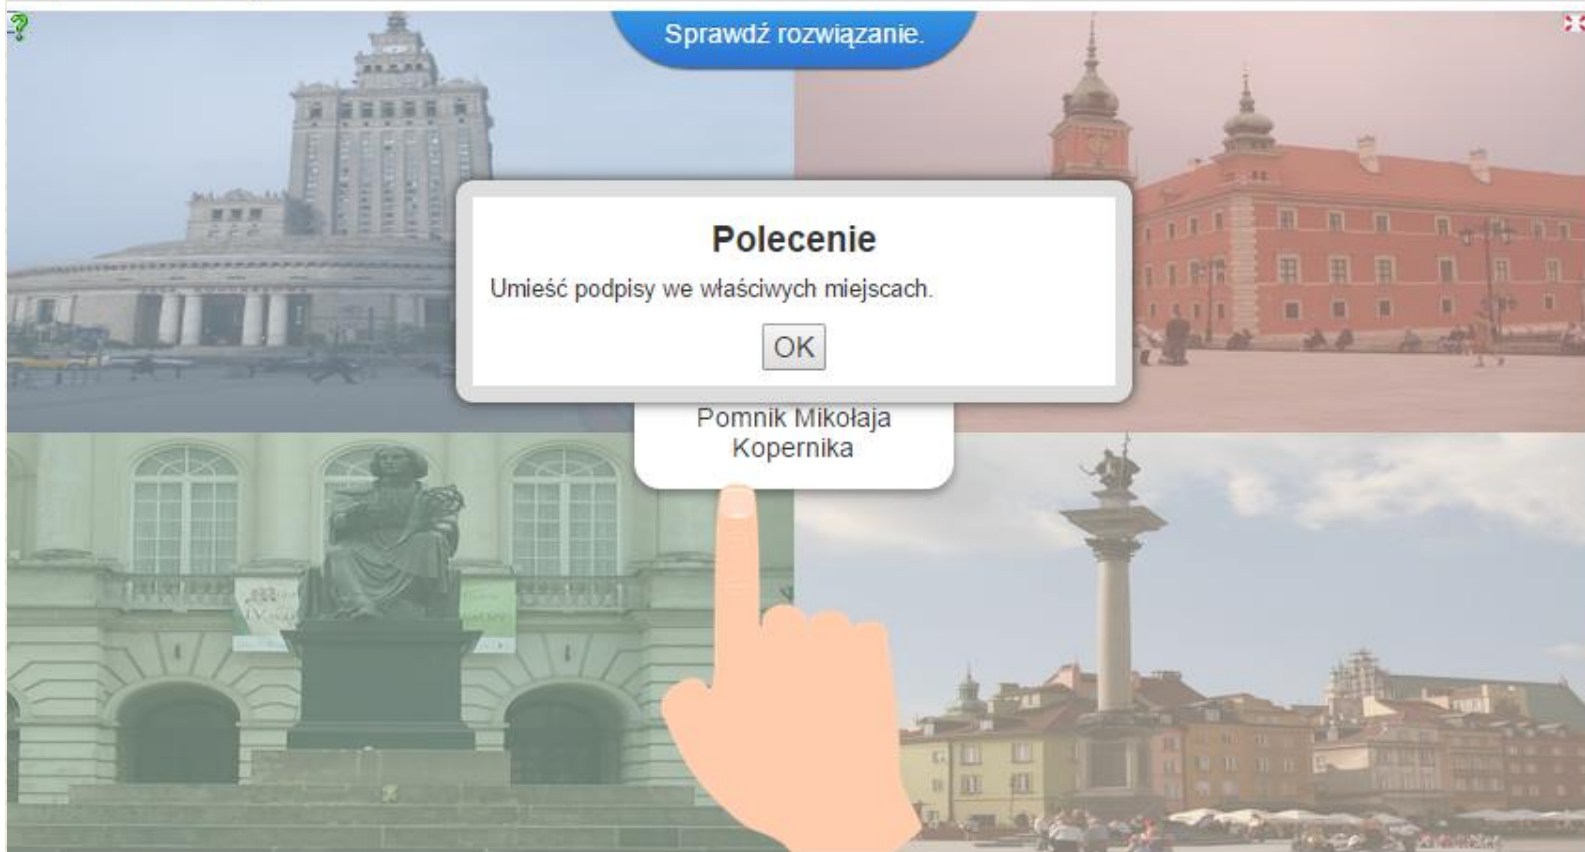 Sprawdź rozwiązanie.
Polecenie
Umieść podpisy we właściwych miejscach.
OK
Pomnik Mikołaja
Kopernika